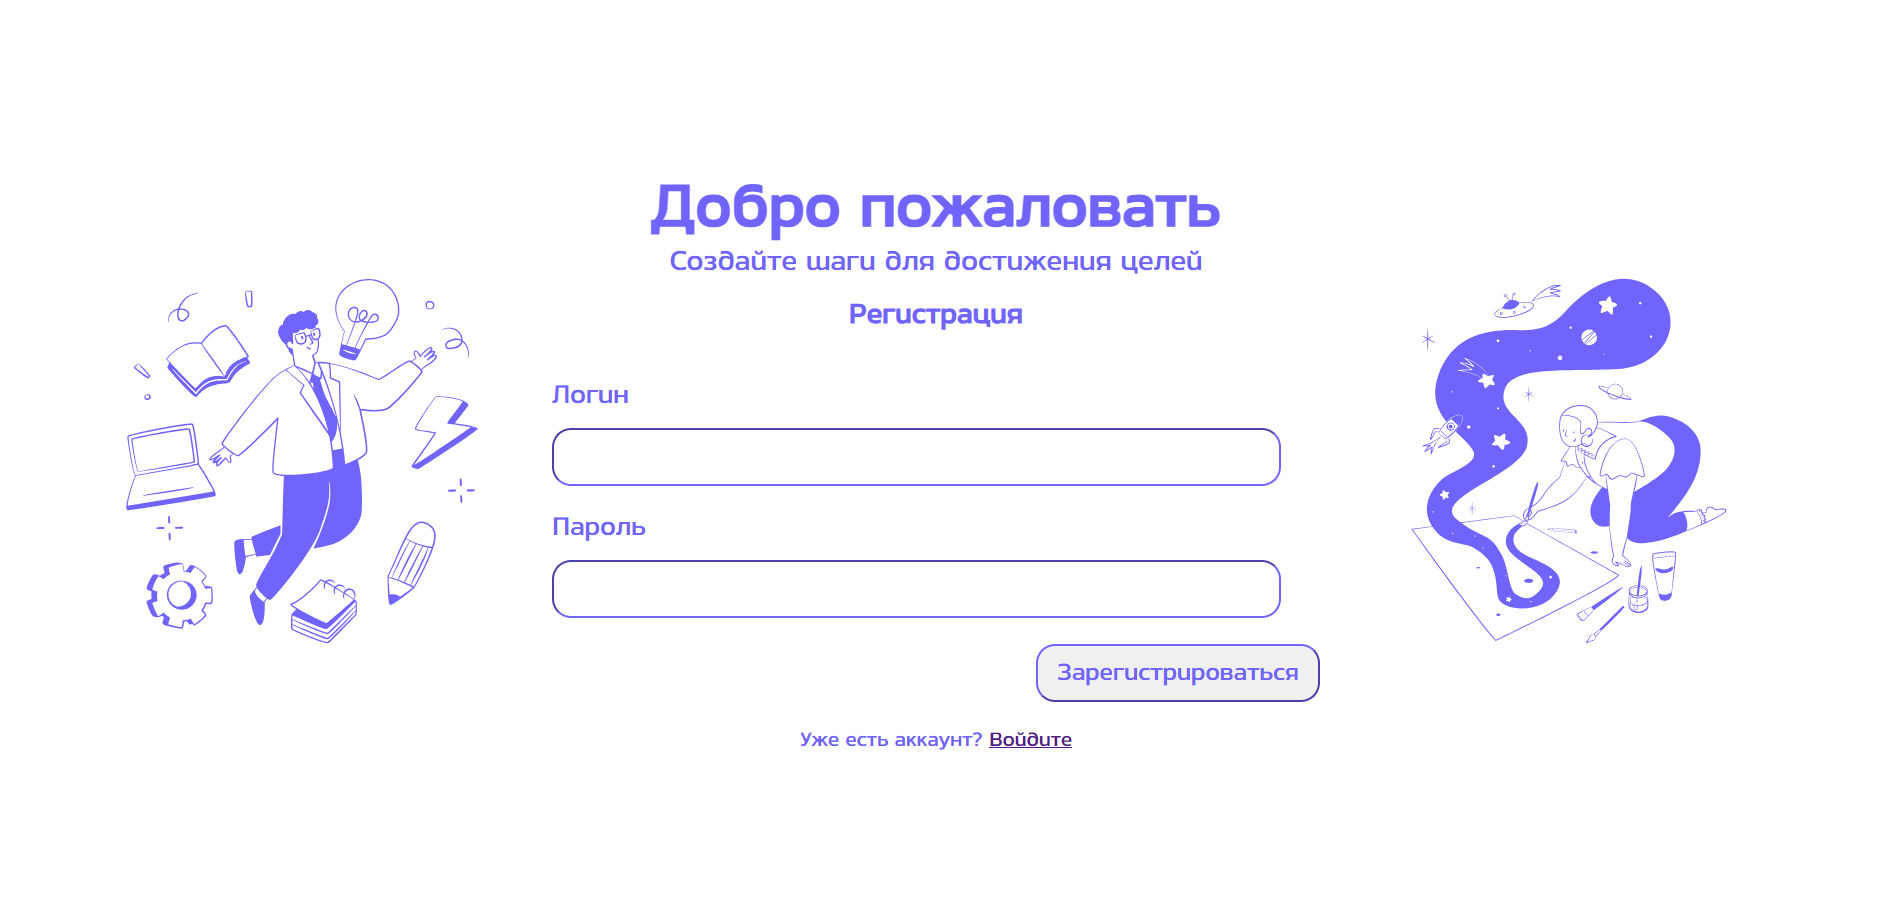 Добро пожаловать
Создайте шаги для достижения целей
Регистрация
Логин
Пароль
Зарегистрироваться
Уже есть аккаунт? Войдите